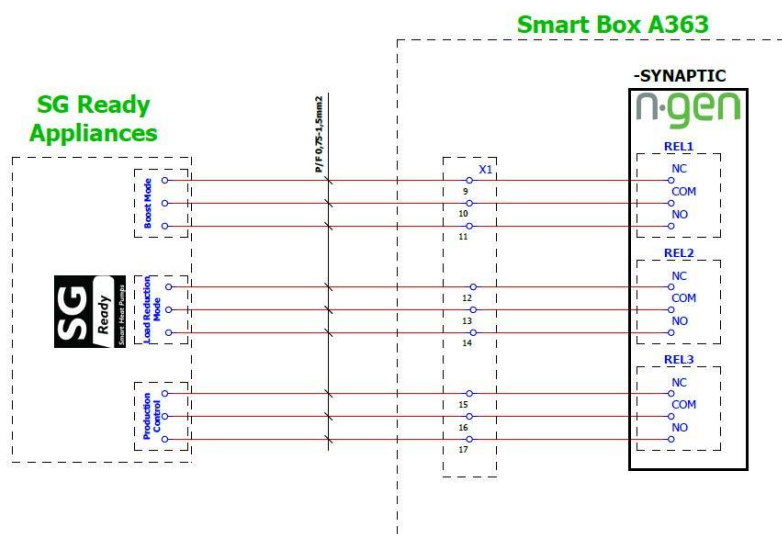 Smart Box A363
-SYNAPTIC
n·gen
SG Ready
Appliances
P/F 0,75-1,5mm2
X1
REL1
NC
COM
NO
Boost Mode
9
10
11
REL2
NC
COM
NO
SG
Ready
Smart Heat Pumps
Load Reduction
Mode
12
13
14
REL3
NC
COM
NO
Production
Control
15
16
17